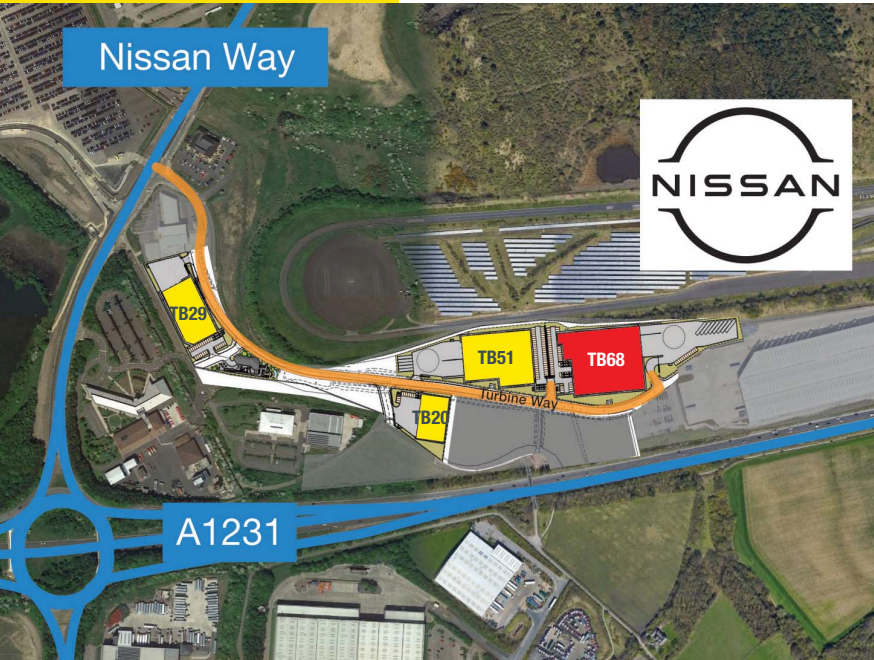 Nissan Way
NISSAN
TB29
TB51
TB68
Turbine Way
TB20
A1231